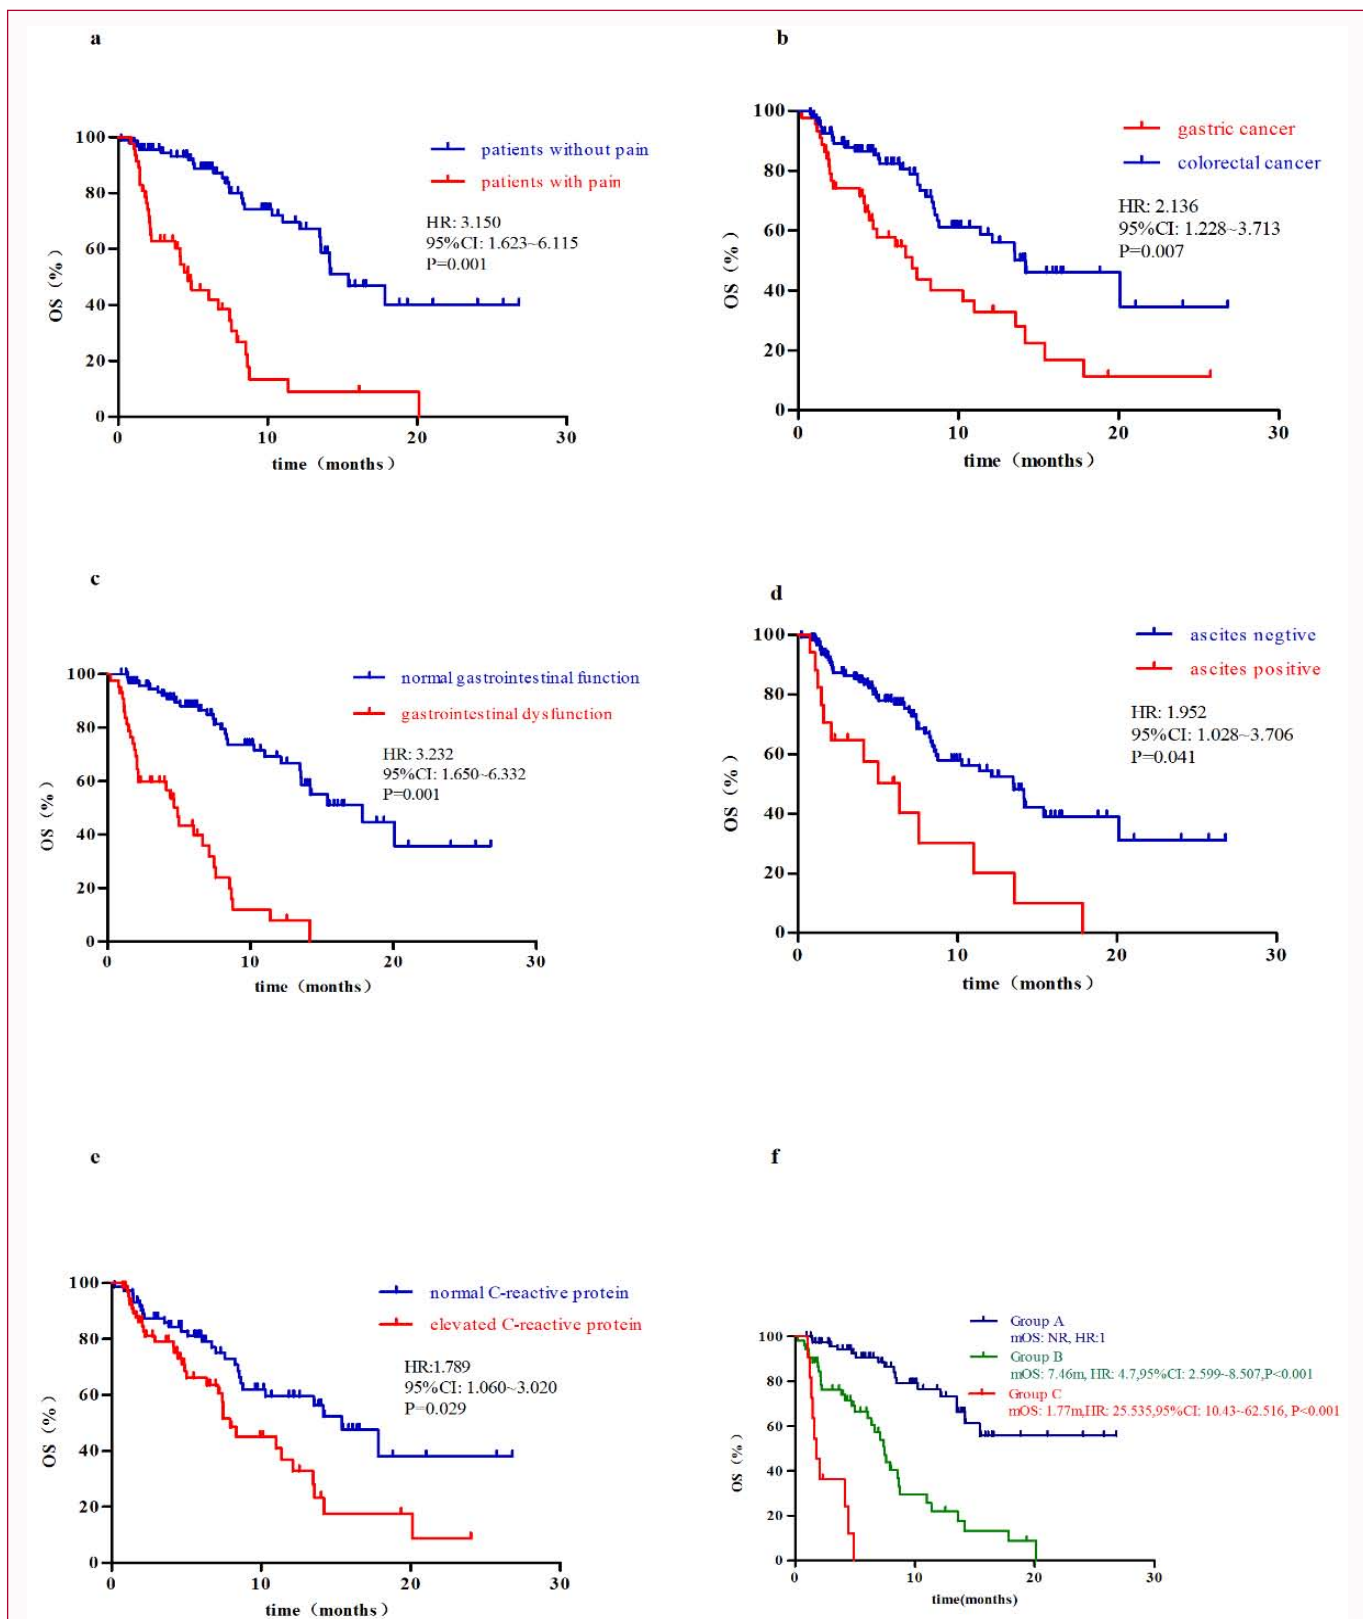 a
100
80
60
40
20
0
OS (%)
0 10 20 30
time (months)
patients without pain
patients with pain
HR: 3.150
95%CI: 1.623~6.115
P=0.001
b
100
80
60
40
20
0
OS (%)
0 10 20 30
time (months)
gastric cancer
colorectal cancer
HR: 2.136
95%CI: 1.228~3.713
P=0.007
c
100
80
60
40
20
0
OS (%)
0 10 20 30
time (months)
normal gastrointestinal function
gastrointestinal dysfunction
HR: 3.232
95%CI: 1.650~6.332
P=0.001
d
100
80
60
40
20
0
OS (%)
0 10 20 30
time (months)
ascites negtive
ascites positive
HR: 1.952
95%CI: 1.028~3.706
P=0.041
e
100
80
60
40
20
0
OS (%)
0 10 20 30
time (months)
normal C-reactive protein
elevated C-reactive protein
HR:1.789
95%CI: 1.060~3.020
P=0.029
f
100
80
60
40
20
0
OS (%)
0 10 20 30
time(months)
Group A
mOS: NR, HR:1
Group B
mOS: 7.46m, HR: 4.7,95%CI: 2.599~8.507,P<0.001
Group C
mOS: 1.77m,HR: 25.535,95%CI: 10.43~62.516, P<0.001